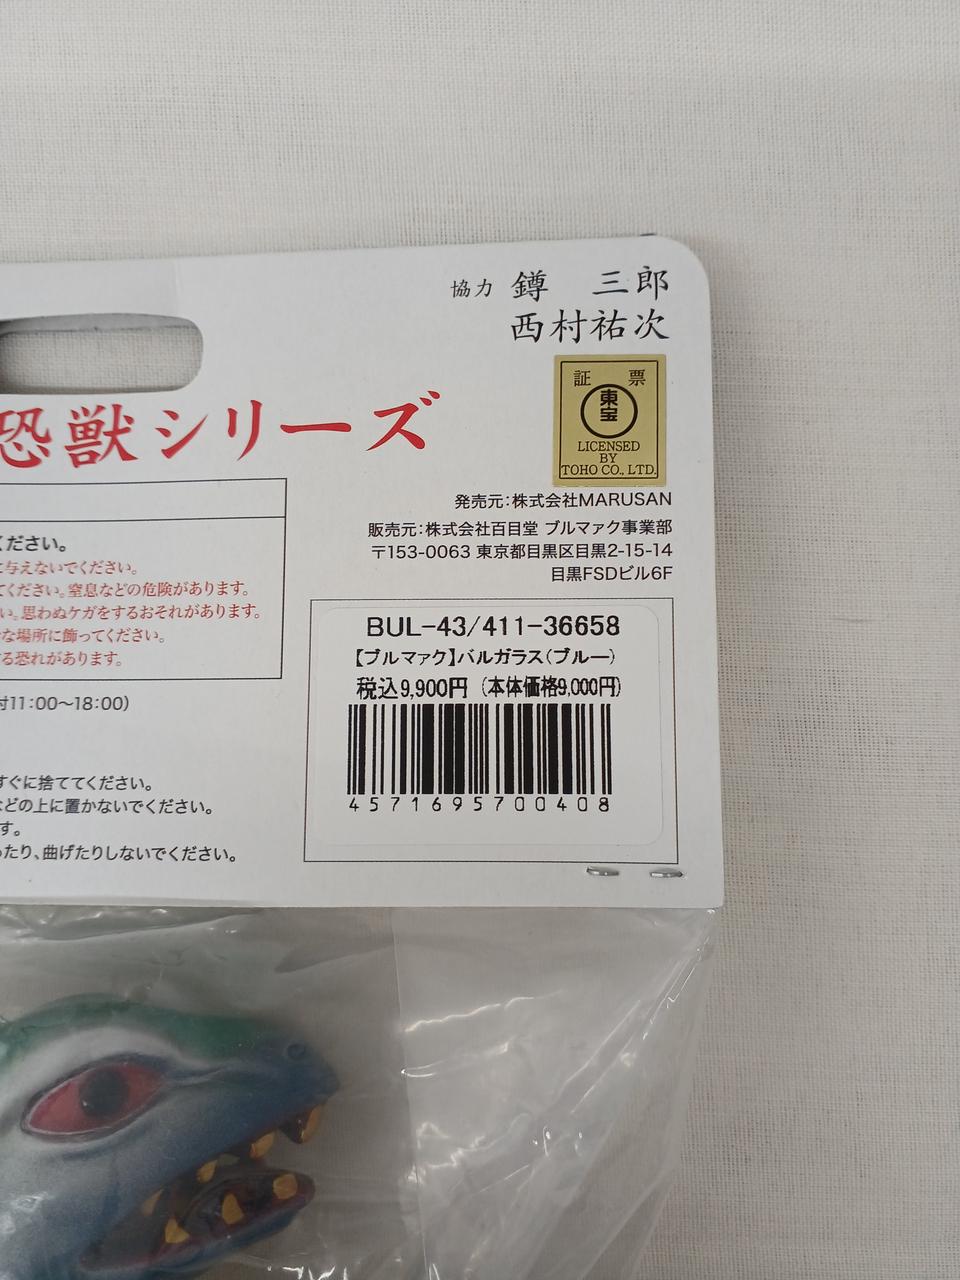 協力 鐏 三郎
西村祐次
証 票
東宝
LICENSED
BY
TOHO CO., LTD.
恐獣シリーズ
発売元:株式会社MARUSAN
販売元:株式会社百目堂 ブルマァク事業部
〒153-0063 東京都目黒区目黒2-15-14
目黒FSDビル6F
ください。
に与えないでください。
てください。窒息などの危険があります。
い。思わぬケガをするおそれがあります。
な場所に飾ってください。
る恐れがあります。
付11:00〜18:00)
すぐに捨ててください。
などの上に置かないでください。
す。
ったり、曲げたりしないでください。
BUL-43/411-36658
【ブルマァク】バルガラス(ブルー)
税込9,900円 (本体価格9,000円)
4571695700408